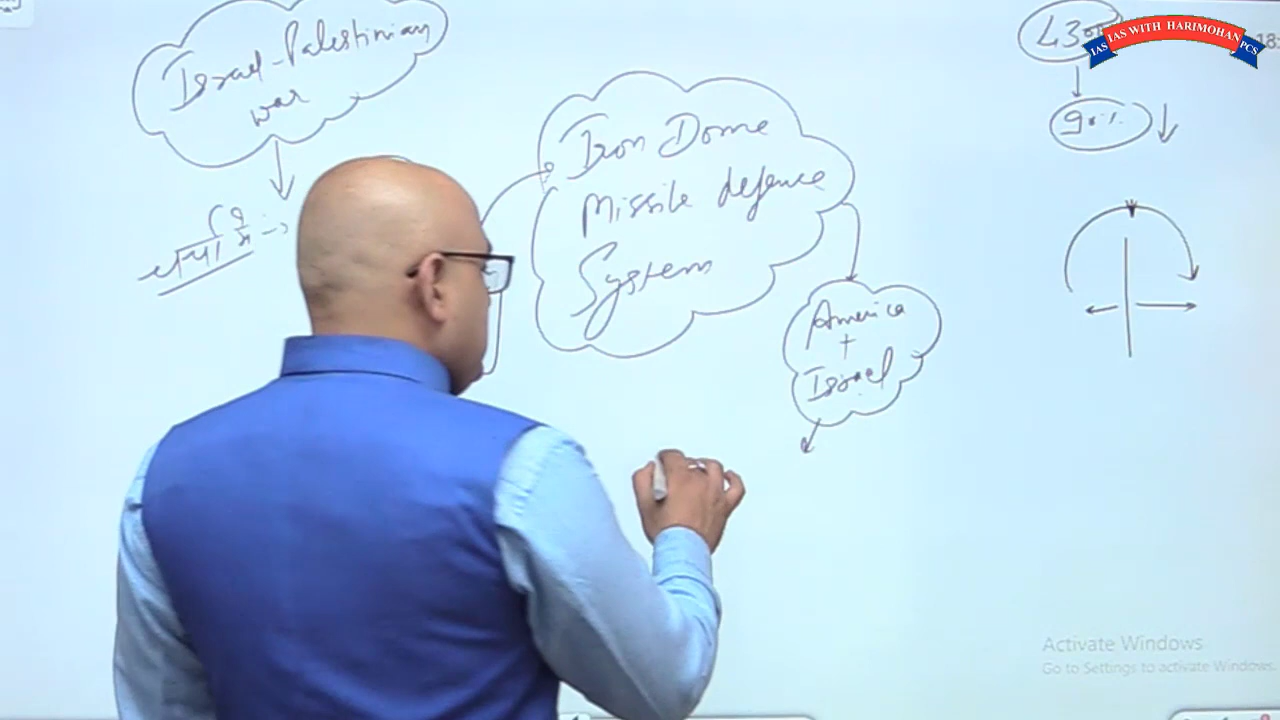 Israel-Palestinian
war
Iron Dome
Missile defence
System
America
+
Israel
90%
IAS IAS WITH HARIMOHAN PCS
18:
Activate Windows
Go to Settings to activate Windows.